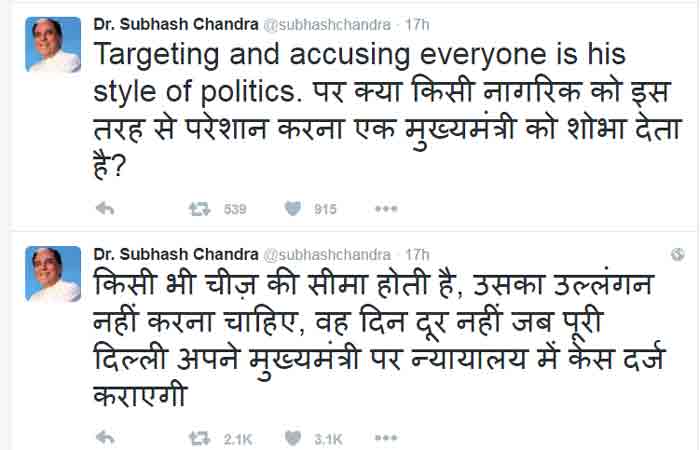 Dr. Subhash Chandra @subhashchandra · 17h
Targeting and accusing everyone is his
style of politics. पर क्या किसी नागरिक को इस
तरह से परेशान करना एक मुख्यमंत्री को शोभा देता
है?
539 915
Dr. Subhash Chandra @subhashchandra · 17h
किसी भी चीज़ की सीमा होती है, उसका उल्लंगन
नहीं करना चाहिए, वह दिन दूर नहीं जब पूरी
दिल्ली अपने मुख्यमंत्री पर न्यायालय में केस दर्ज
कराएगी
2.1K 3.1K